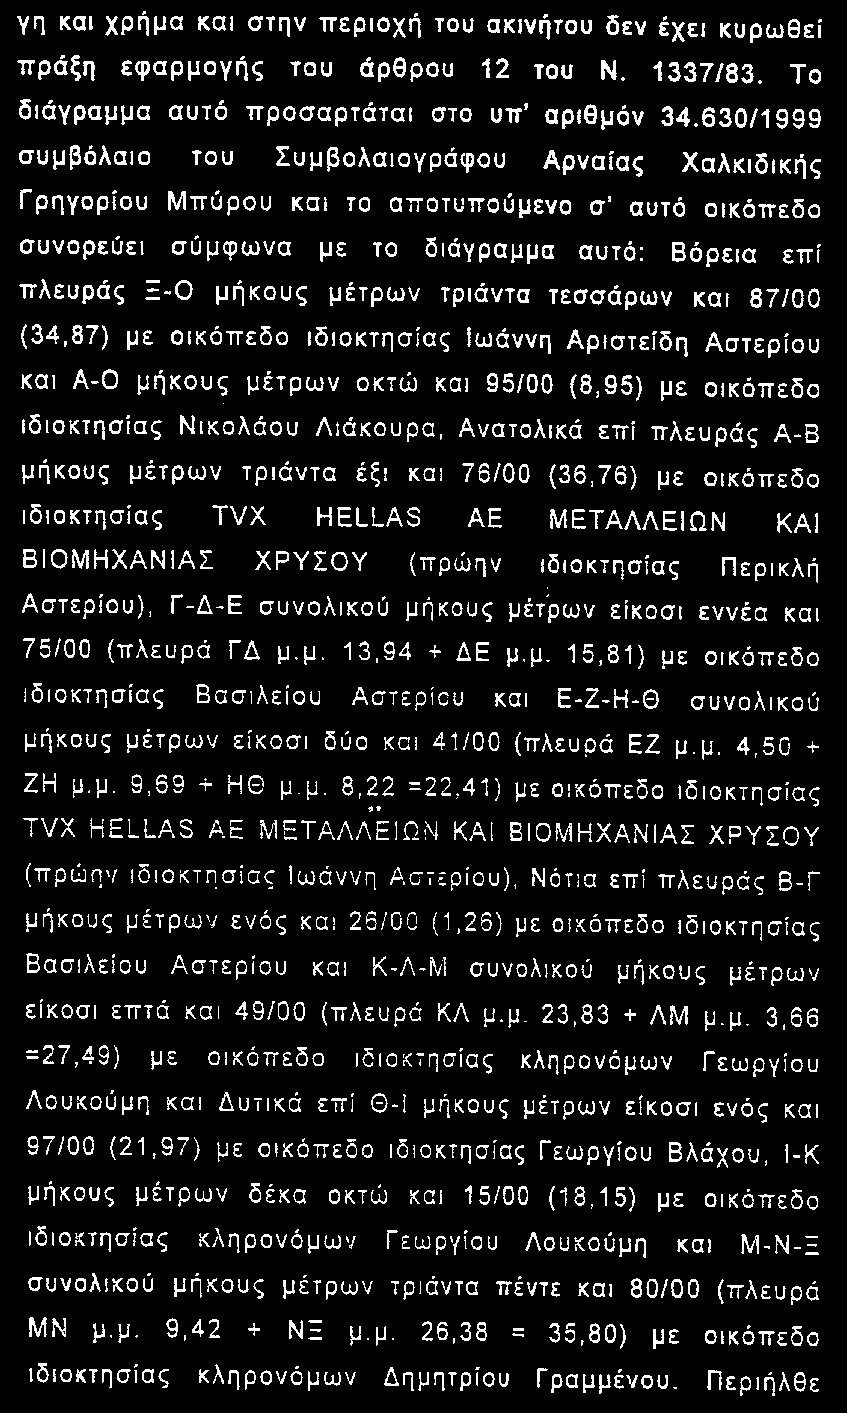 γη και χρήμα και στην περιοχή του ακινήτου δεν έχει κυρωθεί
πράξη εφαρμογής του άρθρου 12 του Ν. 1337/83. Το
διάγραμμα αυτό προσαρτάται στο υπ' αριθμόν 34.630/1999
συμβόλαιο του Συμβολαιογράφου Αρναίας Χαλκιδικής
Γρηγορίου Μπύρου και το αποτυπούμενο σ' αυτό οικόπεδο
συνορεύει σύμφωνα με το διάγραμμα αυτό: Βόρεια επί
πλευράς Ξ-Ο μήκους μέτρων τριάντα τεσσάρων και 87/00
(34,87) με οικόπεδο ιδιοκτησίας Ιωάννη Αριστείδη Αστερίου
και Α-Ο μήκους μέτρων οκτώ και 95/00 (8,95) με οικόπεδο
ιδιοκτησίας Νικολάου Λιάκουρα, Ανατολικά επί πλευράς Α-Β
μήκους μέτρων τριάντα έξι και 76/00 (36,76) με οικόπεδο
ιδιοκτησίας TVX HELLAS ΑΕ ΜΕΤΑΛΛΕΙΩΝ ΚΑΙ
ΒΙΟΜΗΧΑΝΙΑΣ ΧΡΥΣΟΥ (πρώην ιδιοκτησίας Περικλή
Αστερίου), Γ-Δ-Ε συνολικού μήκους μέτρων είκοσι εννέα και
75/00 (πλευρά ΓΔ μ.μ. 13,94 + ΔΕ μ.μ. 15,81) με οικόπεδο
ιδιοκτησίας Βασιλείου Αστερίου και Ε-Ζ-Η-Θ συνολικού
μήκους μέτρων είκοσι δύο και 41/00 (πλευρά ΕΖ μ.μ. 4,50 +
ΖΗ μ.μ. 9,69 + ΗΘ μ.μ. 8,22 =22,41) με οικόπεδο ιδιοκτησίας
TVX HELLAS ΑΕ ΜΕΤΑΛΛΕΙΩΝ ΚΑΙ ΒΙΟΜΗΧΑΝΙΑΣ ΧΡΥΣΟΥ
(πρώην ιδιοκτησίας Ιωάννη Αστερίου), Νότια επί πλευράς Β-Γ
μήκους μέτρων ενός και 26/00 (1,26) με οικόπεδο ιδιοκτησίας
Βασιλείου Αστερίου και Κ-Λ-Μ συνολικού μήκους μέτρων
είκοσι επτά και 49/00 (πλευρά ΚΛ μ.μ. 23,83 + ΛΜ μ.μ. 3,66
=27,49) με οικόπεδο ιδιοκτησίας κληρονόμων Γεωργίου
Λουκούμη και Δυτικά επί Θ-Ι μήκους μέτρων είκοσι ενός και
97/00 (21,97) με οικόπεδο ιδιοκτησίας Γεωργίου Βλάχου, Ι-Κ
μήκους μέτρων δέκα οκτώ και 15/00 (18,15) με οικόπεδο
ιδιοκτησίας κληρονόμων Γεωργίου Λουκούμη και Μ-Ν-Ξ
συνολικού μήκους μέτρων τριάντα πέντε και 80/00 (πλευρά
ΜΝ μ.μ. 9,42 + ΝΞ μ.μ. 26,38 = 35,80) με οικόπεδο
ιδιοκτησίας κληρονόμων Δημητρίου Γραμμένου. Περιήλθε